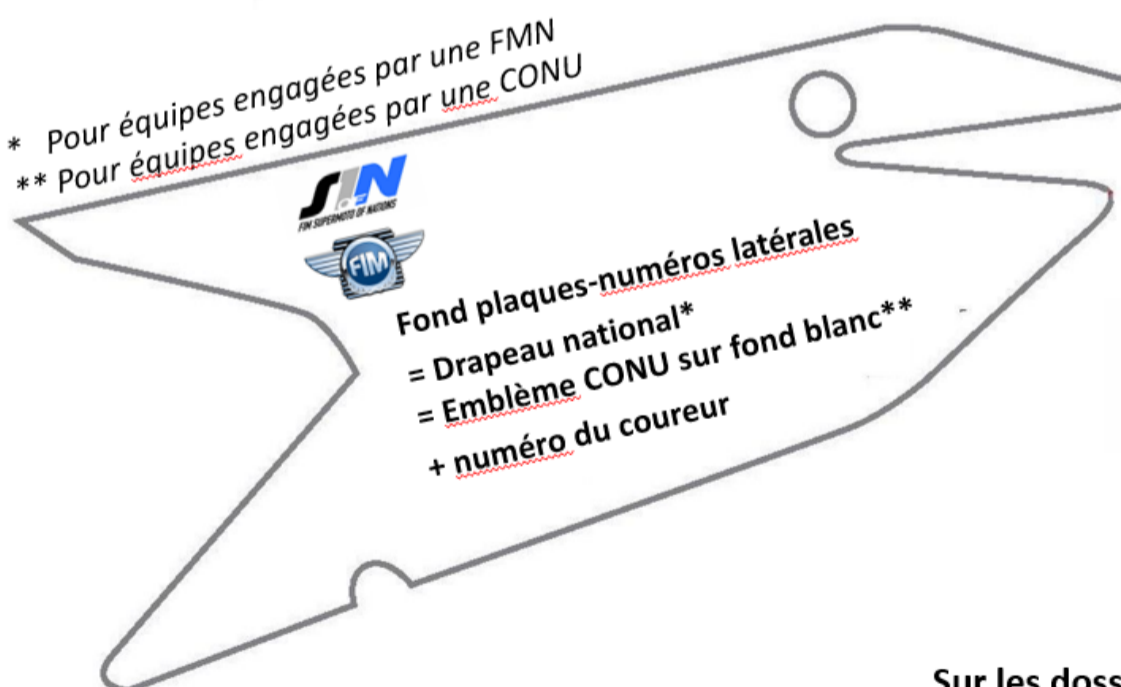 * Pour équipes engagées par une FMN
** Pour équipes engagées par une CONU
S!N
FIM SUPERMOTO OF NATIONS
FIM
Fond plaques-numéros latérales
= Drapeau national*
= Emblème CONU sur fond blanc**
+ numéro du coureur
Sur les doss